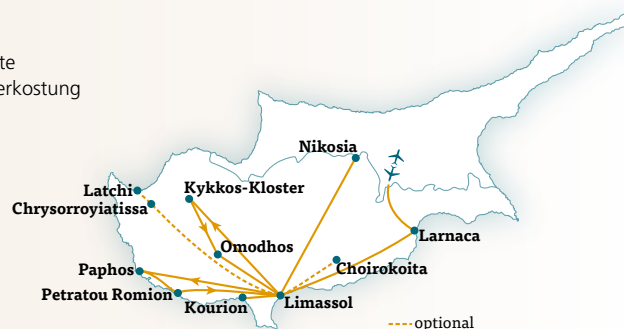 te
erkostung
Nikosia
Latchi
Kykkos-Kloster
Chrysorroyiatissa
Larnaca
Omodhos
Choirokoita
Paphos
Petratou Romion
Limassol
Kourion
optional